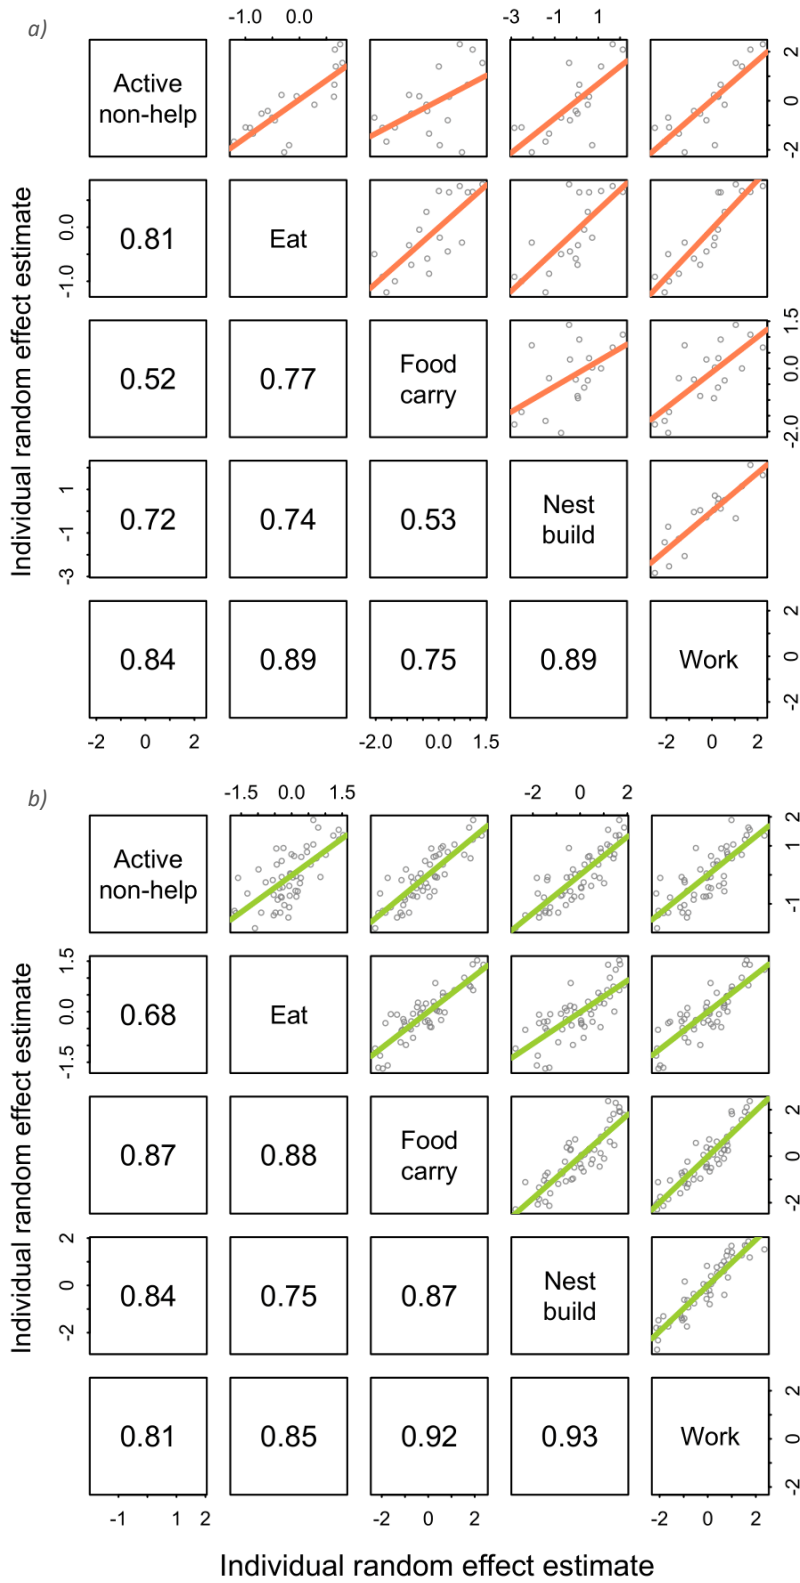 a)
-1.0 0.0 -3 -1 1
Active
non-help
2
0
-2
Individual random effect estimate
0.0
-1.0
0.81
Eat
0.52
0.77
Food
carry
1.5
0.0
-2.0
1
-1
-3
0.72
0.74
0.53
Nest
build
0.84
0.89
0.75
0.89
Work
2
0
-2
-2 0 2 -2.0 0.0 1.5 -2 0 2
b)
-1.5 0.0 1.5 -2 0 2
Active
non-help
2
1
-1
Individual random effect estimate
1.5
0.0
-1.5
0.68
Eat
0.87
0.88
Food
carry
2
0
-2
2
0
-2
0.84
0.75
0.87
Nest
build
0.81
0.85
0.92
0.93
Work
2
0
-2
-1 1 2 -2 0 2 -2 0 2
Individual random effect estimate